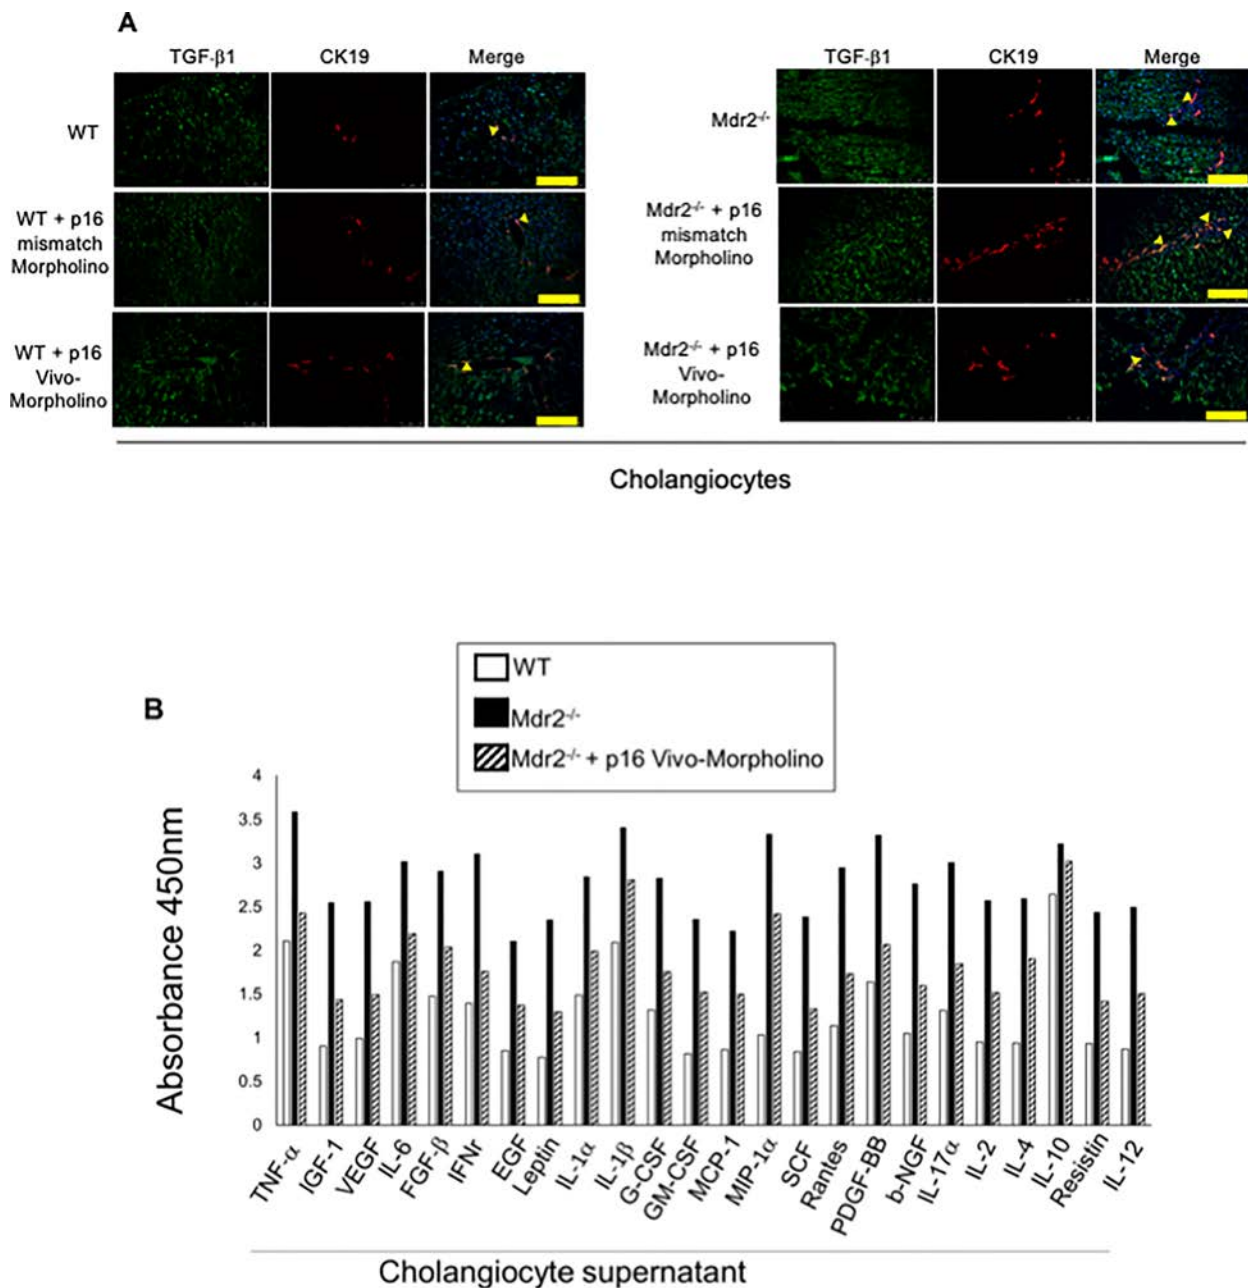 A
TGF-β1 CK19 Merge
WT
WT + p16
mismatch
Morpholino
WT + p16
Vivo-
Morpholino
TGF-β1 CK19 Merge
Mdr2-/-
Mdr2-/- + p16
mismatch
Morpholino
Mdr2-/- + p16
Vivo-
Morpholino
Cholangiocytes
B
WT
Mdr2-/-
Mdr2-/- + p16 Vivo-Morpholino
Absorbance 450nm
4
3.5
3
2.5
2
1.5
1
0.5
0
TNF-α
IGF-1
VEGF
IL-6
FGF-β
IFNr
EGF
Leptin
IL-1α
IL-1β
G-CSF
GM-CSF
MCP-1
MIP-1α
SCF
Rantes
PDGF-BB
b-NGF
IL-17α
IL-2
IL-4
IL-10
Resistin
IL-12
Cholangiocyte supernatant